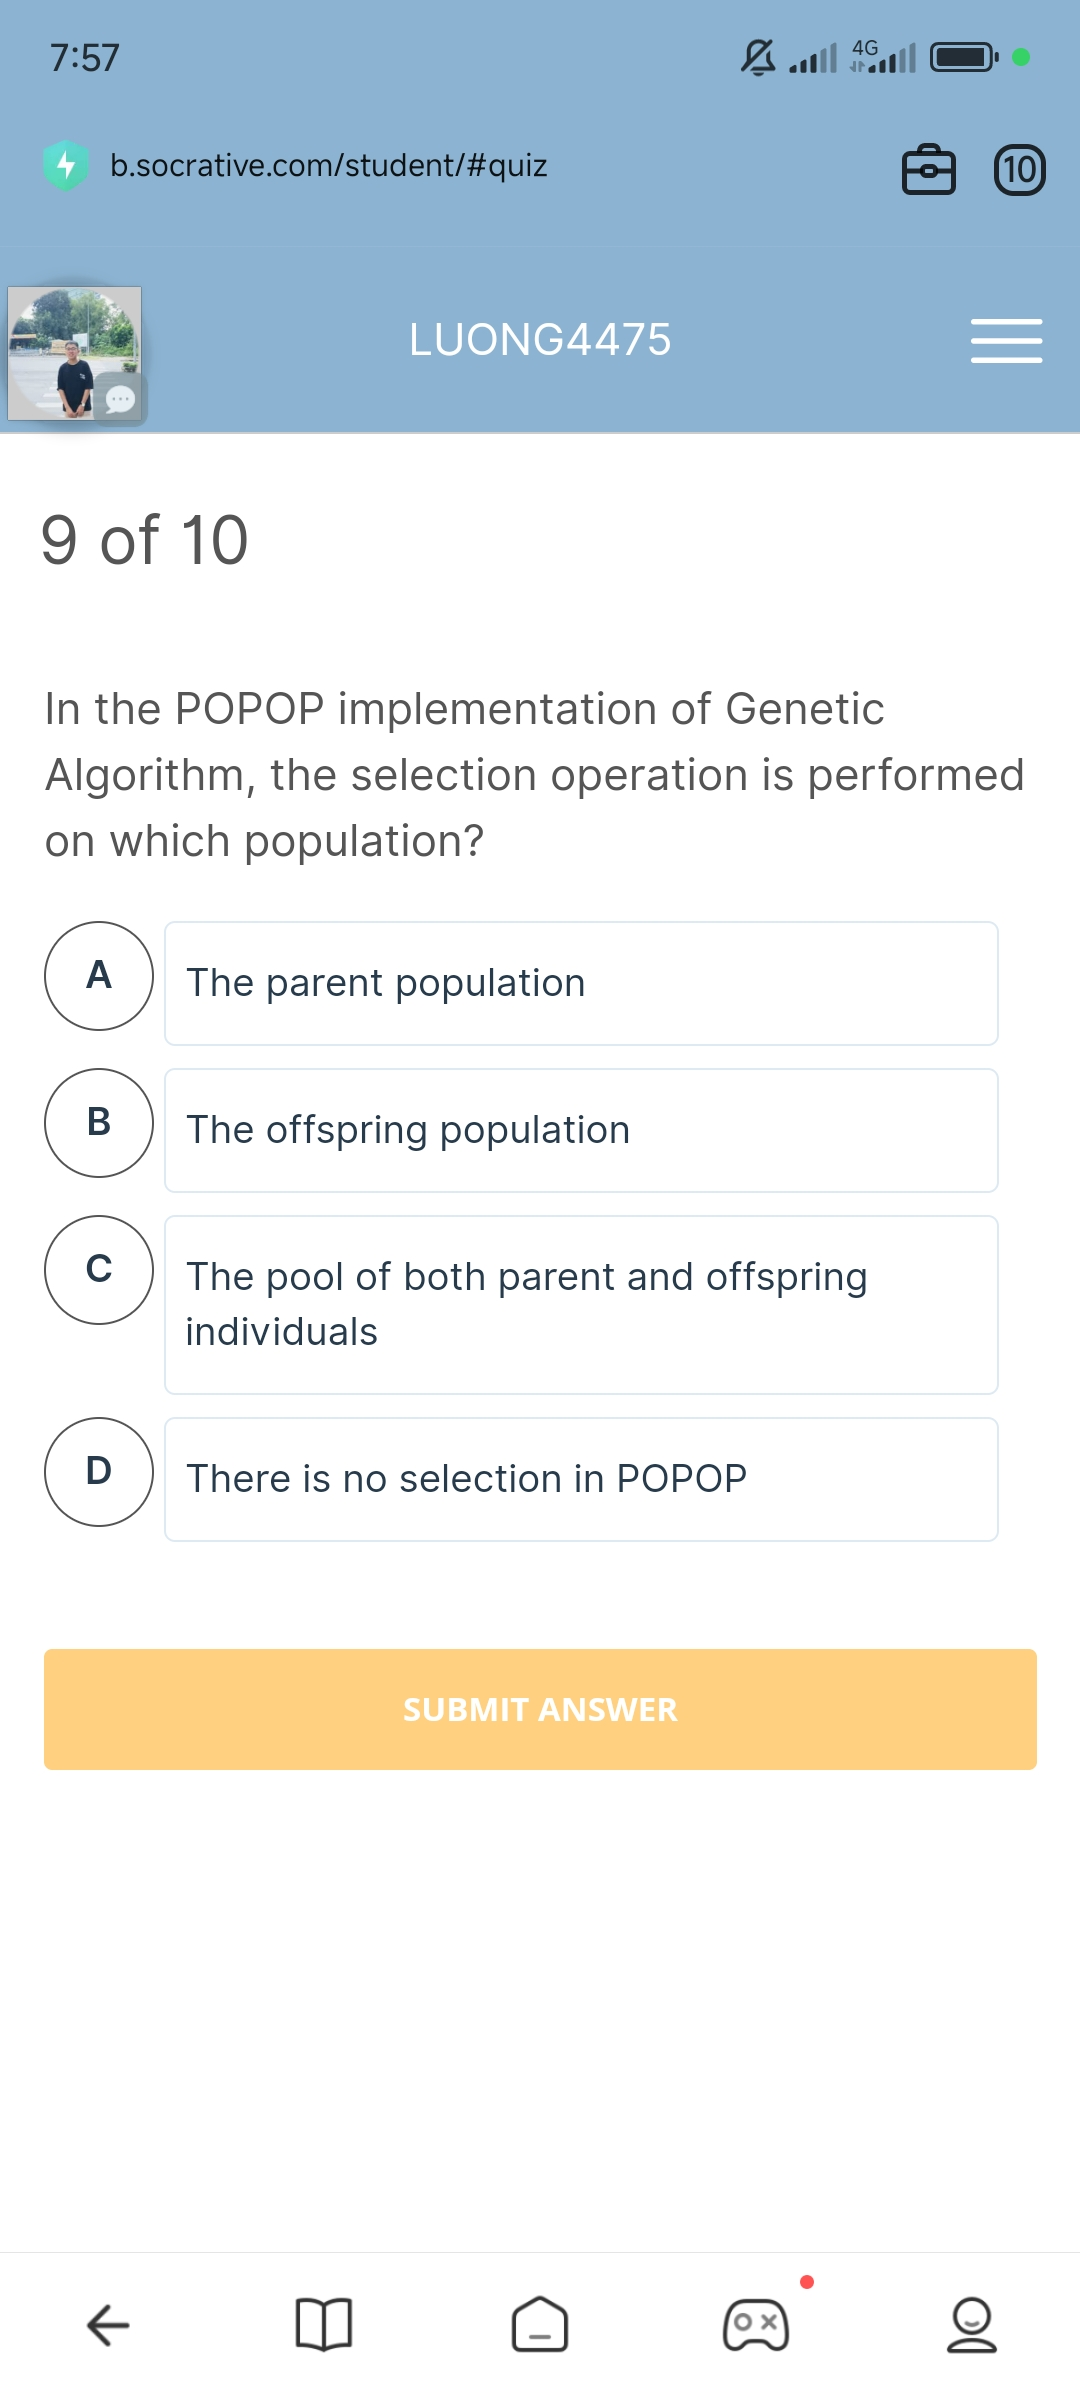 7:57
4G
b.socrative.com/student/#quiz
10
LUONG4475
9 of 10
In the POPOP implementation of Genetic
Algorithm, the selection operation is performed
on which population?
A
The parent population
B
The offspring population
C
The pool of both parent and offspring
individuals
D
There is no selection in POPOP
SUBMIT ANSWER